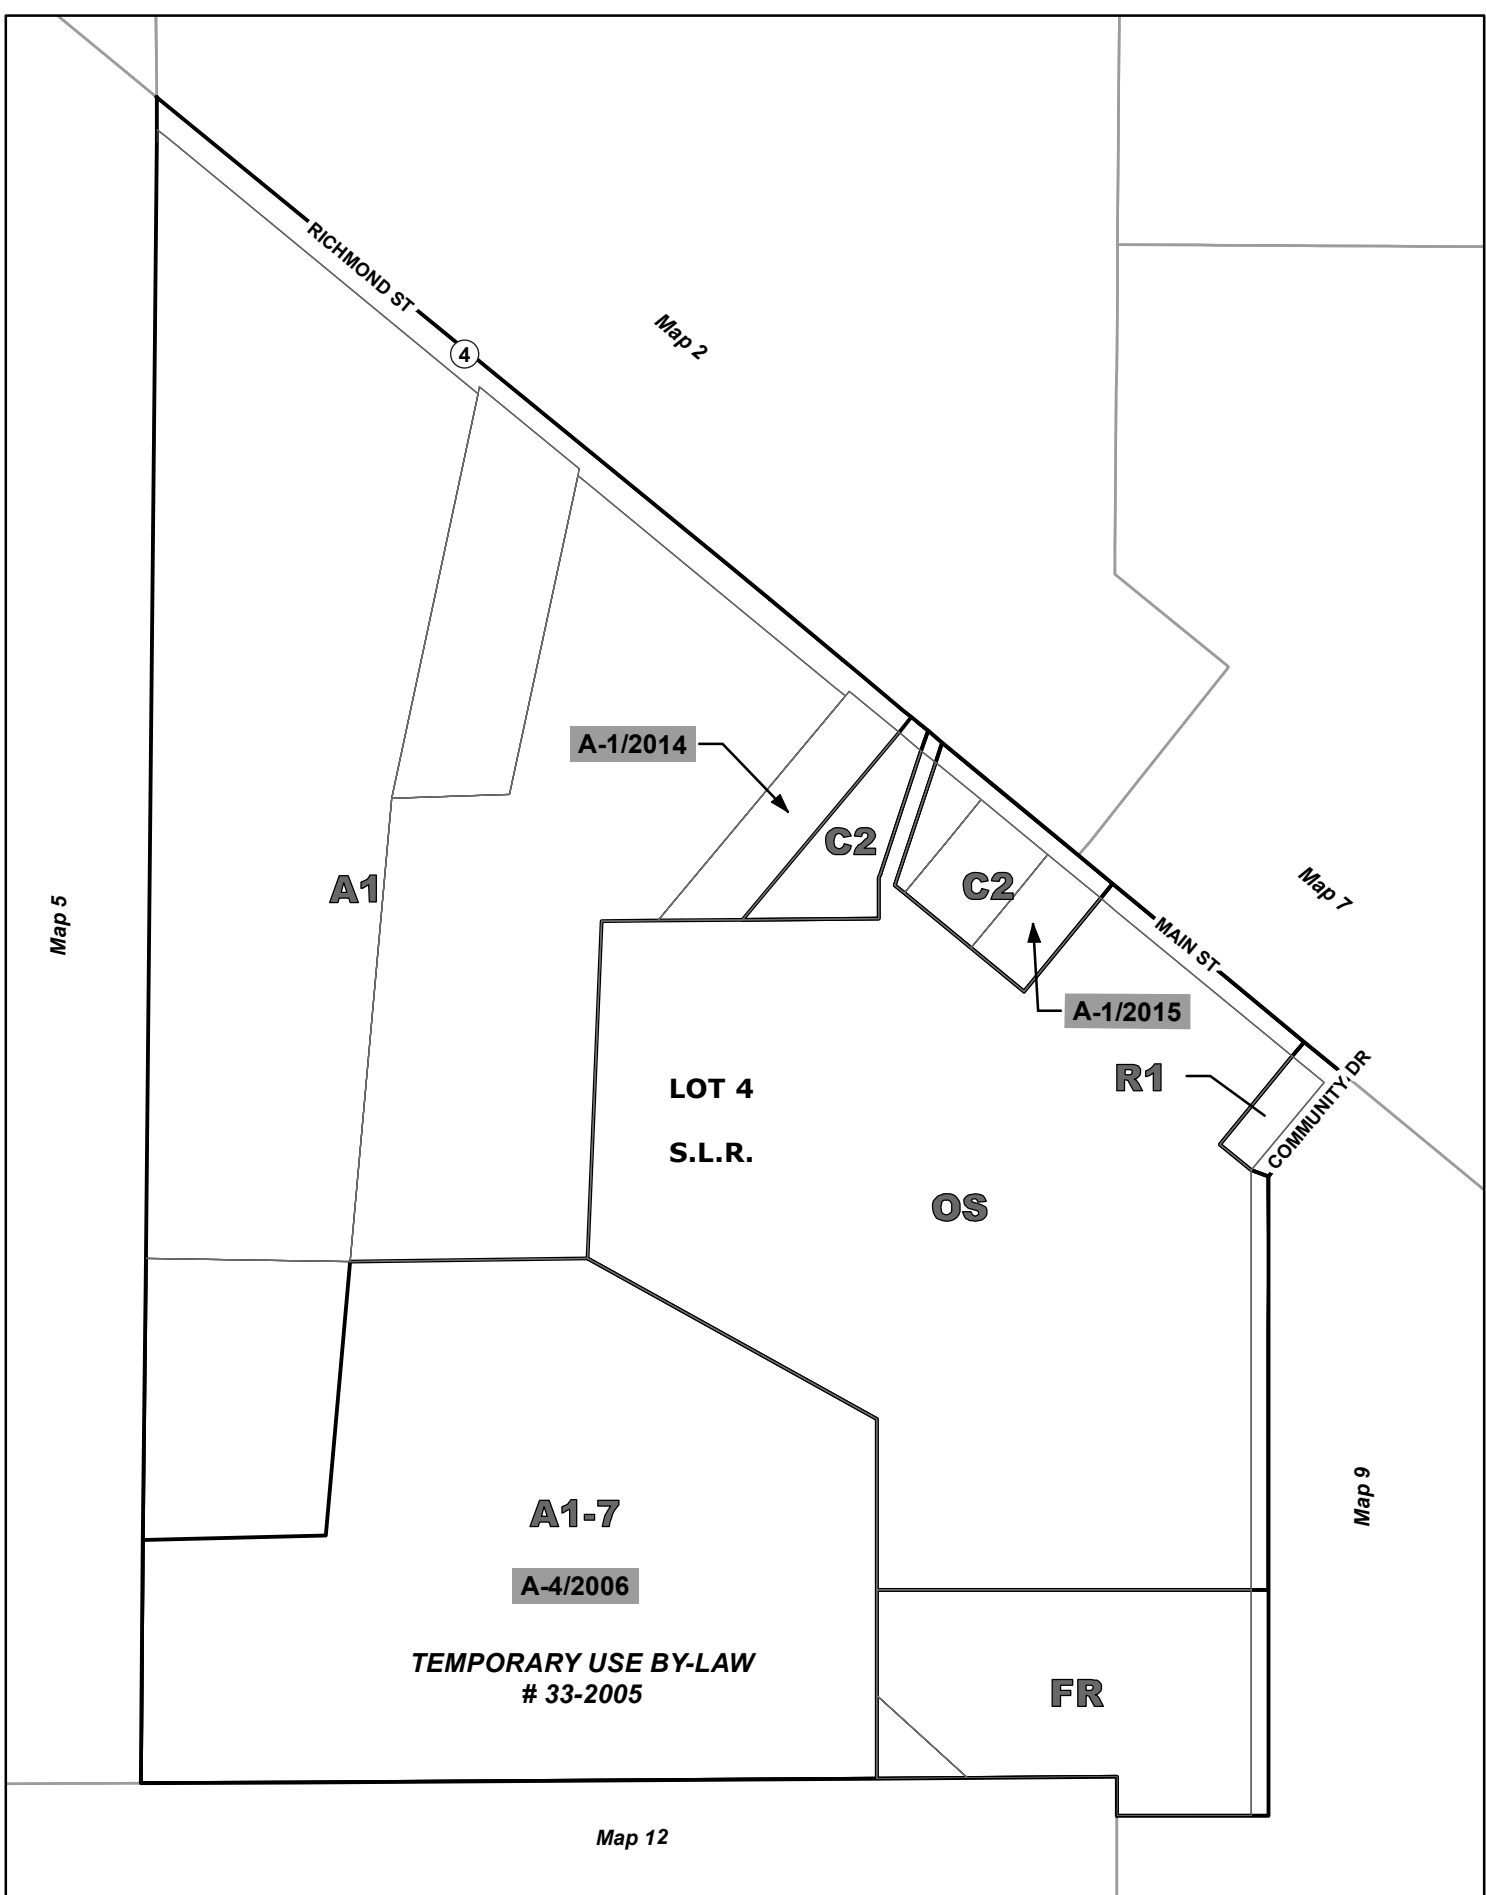 RICHMOND ST
4
Map 2
A-1/2014
C2
C2
A1
Map 5
Map 7
MAIN ST
A-1/2015
R1
COMMUNITY DR
LOT 4
S.L.R.
OS
A1-7
A-4/2006
TEMPORARY USE BY-LAW
# 33-2005
Map 9
FR
Map 12